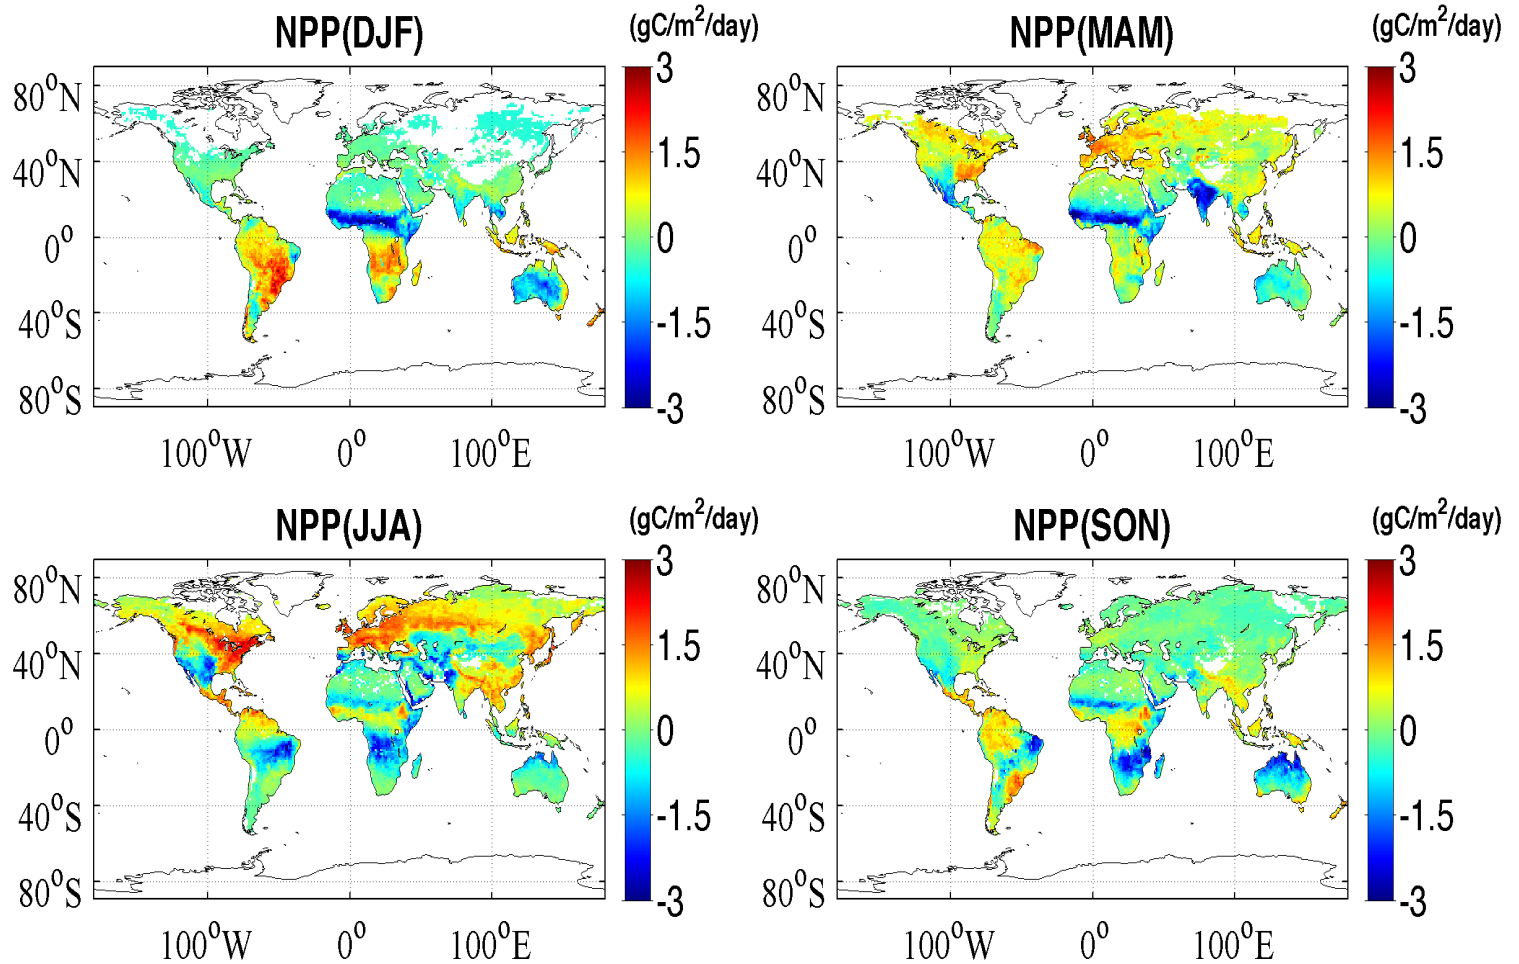 NPP(DJF) (gC/m²/day)
80⁰N
40⁰N
0⁰
40⁰S
80⁰S
100⁰W 0⁰ 100⁰E
3
1.5
0
-1.5
-3
NPP(MAM) (gC/m²/day)
80⁰N
40⁰N
0⁰
40⁰S
80⁰S
100⁰W 0⁰ 100⁰E
3
1.5
0
-1.5
-3
NPP(JJA) (gC/m²/day)
80⁰N
40⁰N
0⁰
40⁰S
80⁰S
100⁰W 0⁰ 100⁰E
3
1.5
0
-1.5
-3
NPP(SON) (gC/m²/day)
80⁰N
40⁰N
0⁰
40⁰S
80⁰S
100⁰W 0⁰ 100⁰E
3
1.5
0
-1.5
-3